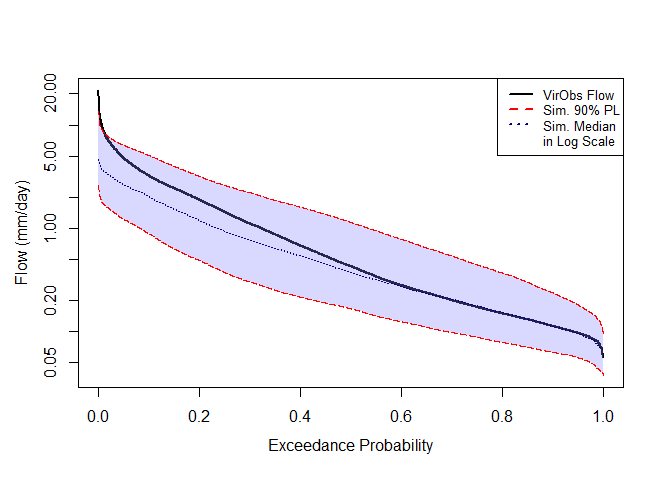 VirObs Flow
Sim. 90% PL
Sim. Median
in Log Scale
Flow (mm/day)
20.00
5.00
1.00
0.20
0.05
0.0 0.2 0.4 0.6 0.8 1.0
Exceedance Probability